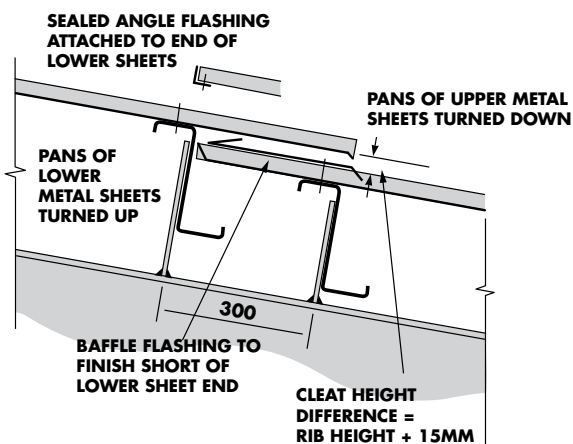 SEALED ANGLE FLASHING
ATTACHED TO END OF
LOWER SHEETS
PANS OF UPPER METAL
SHEETS TURNED DOWN
PANS OF
LOWER
METAL SHEETS
TURNED UP
300
BAFFLE FLASHING TO
FINISH SHORT OF
LOWER SHEET END
CLEAT HEIGHT
DIFFERENCE =
RIB HEIGHT + 15MM